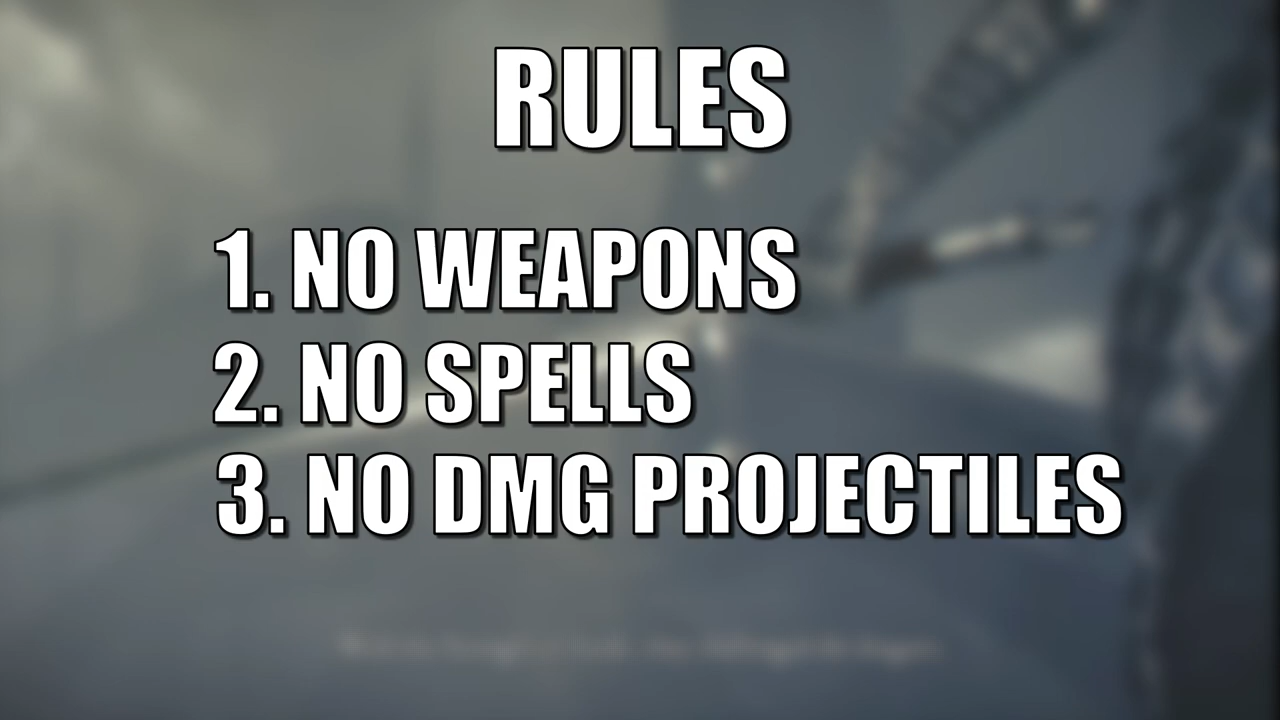 RULES
1. NO WEAPONS
2. NO SPELLS
3. NO DMG PROJECTILES